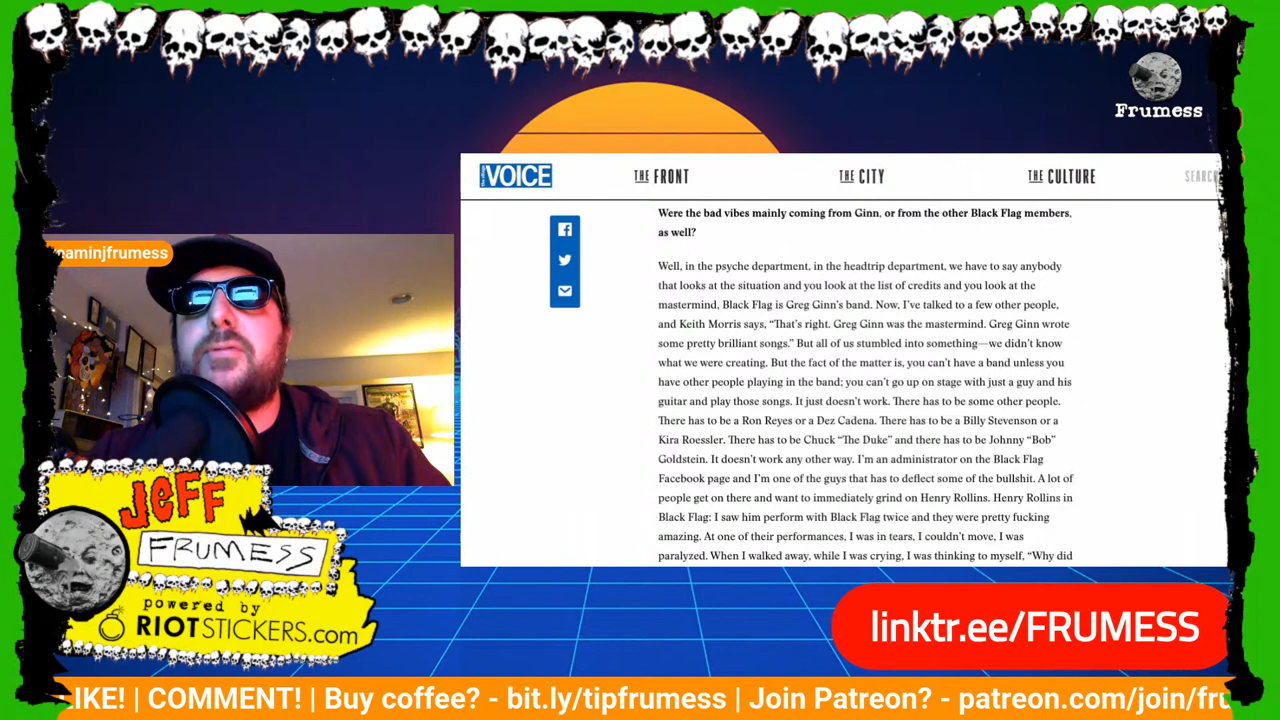 Frumess
the village VOICE
THE FRONT
THE CITY
THE CULTURE
SEARC
Were the bad vibes mainly coming from Ginn, or from the other Black Flag members,
as well?
Well, in the psyche department, in the headtrip department, we have to say anybody
that looks at the situation and you look at the list of credits and you look at the
mastermind, Black Flag is Greg Ginn's band. Now, I've talked to a few other people,
and Keith Morris says, “That's right. Greg Ginn was the mastermind. Greg Ginn wrote
some pretty brilliant songs.” But all of us stumbled into something—we didn't know
what we were creating. But the fact of the matter is, you can't have a band unless you
have other people playing in the band; you can't go up on stage with just a guy and his
guitar and play those songs. It just doesn't work. There has to be some other people.
There has to be a Ron Reyes or a Dez Cadena. There has to be a Billy Stevenson or a
Kira Roessler. There has to be Chuck “The Duke” and there has to be Johnny “Bob”
Goldstein. It doesn't work any other way. I'm an administrator on the Black Flag
Facebook page and I'm one of the guys that has to deflect some of the bullshit. A lot of
people get on there and want to immediately grind on Henry Rollins. Henry Rollins in
Black Flag: I saw him perform with Black Flag twice and they were pretty fucking
amazing. At one of their performances, I was in tears, I couldn't move, I was
paralyzed. When I walked away, while I was crying, I was thinking to myself, “Why did
aminjfrumess
JEFF
FRUMESS
powered by
RIOTSTICKERS.com
linktr.ee/FRUMESS
IKE! | COMMENT! | Buy coffee? - bit.ly/tipfrumess | Join Patreon? - patreon.com/join/fru